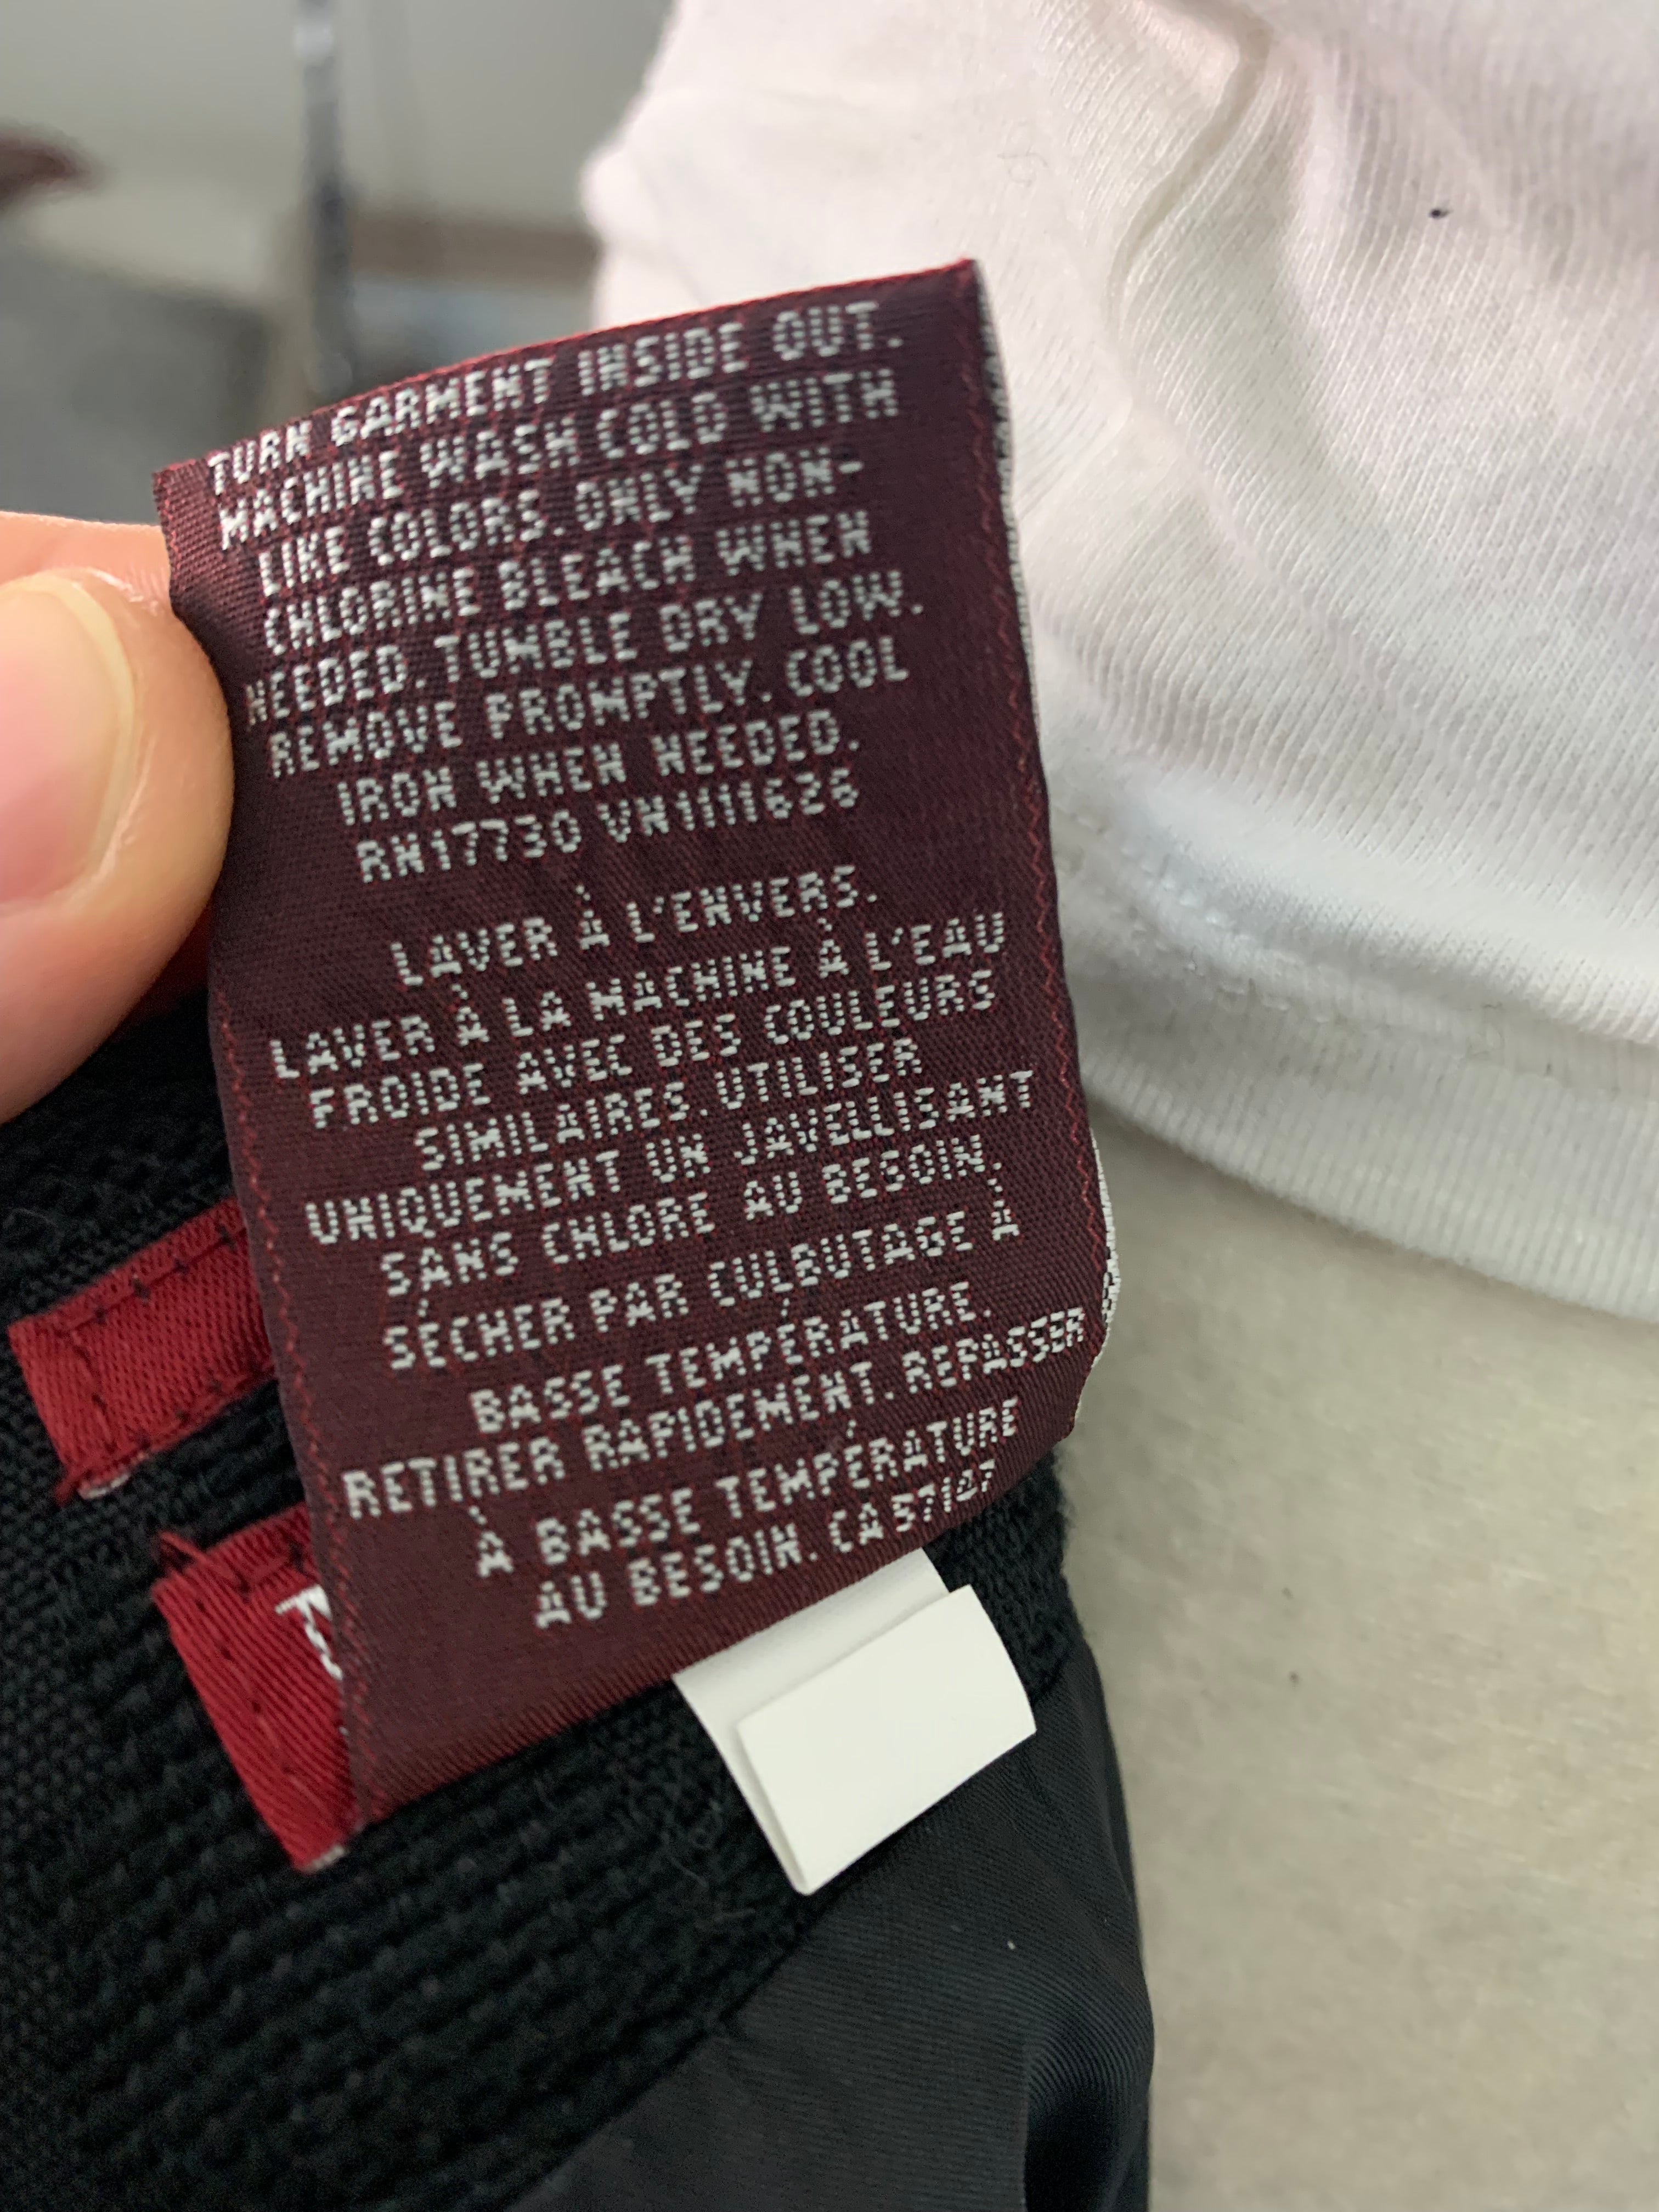 TURN GARMENT INSIDE OUT.
MACHINE WASH COLD WITH
LIKE COLORS. ONLY NON-
CHLORINE BLEACH WHEN
NEEDED. TUMBLE DRY LOW.
REMOVE PROMPTLY. COOL
IRON WHEN NEEDED.
RN17730 VN1111626
LAVER À L'ENVERS.
LAVER À LA MACHINE À L'EAU
FROIDE AVEC DES COULEURS
SIMILAIRES. UTILISER
UNIQUEMENT UN JAVELLISANT
SANS CHLORE AU BESOIN.
SÉCHER PAR CULBUTAGE À
BASSE TEMPÉRATURE.
RETIRER RAPIDEMENT. REPASSER
À BASSE TEMPÉRATURE
AU BESOIN. CA57147